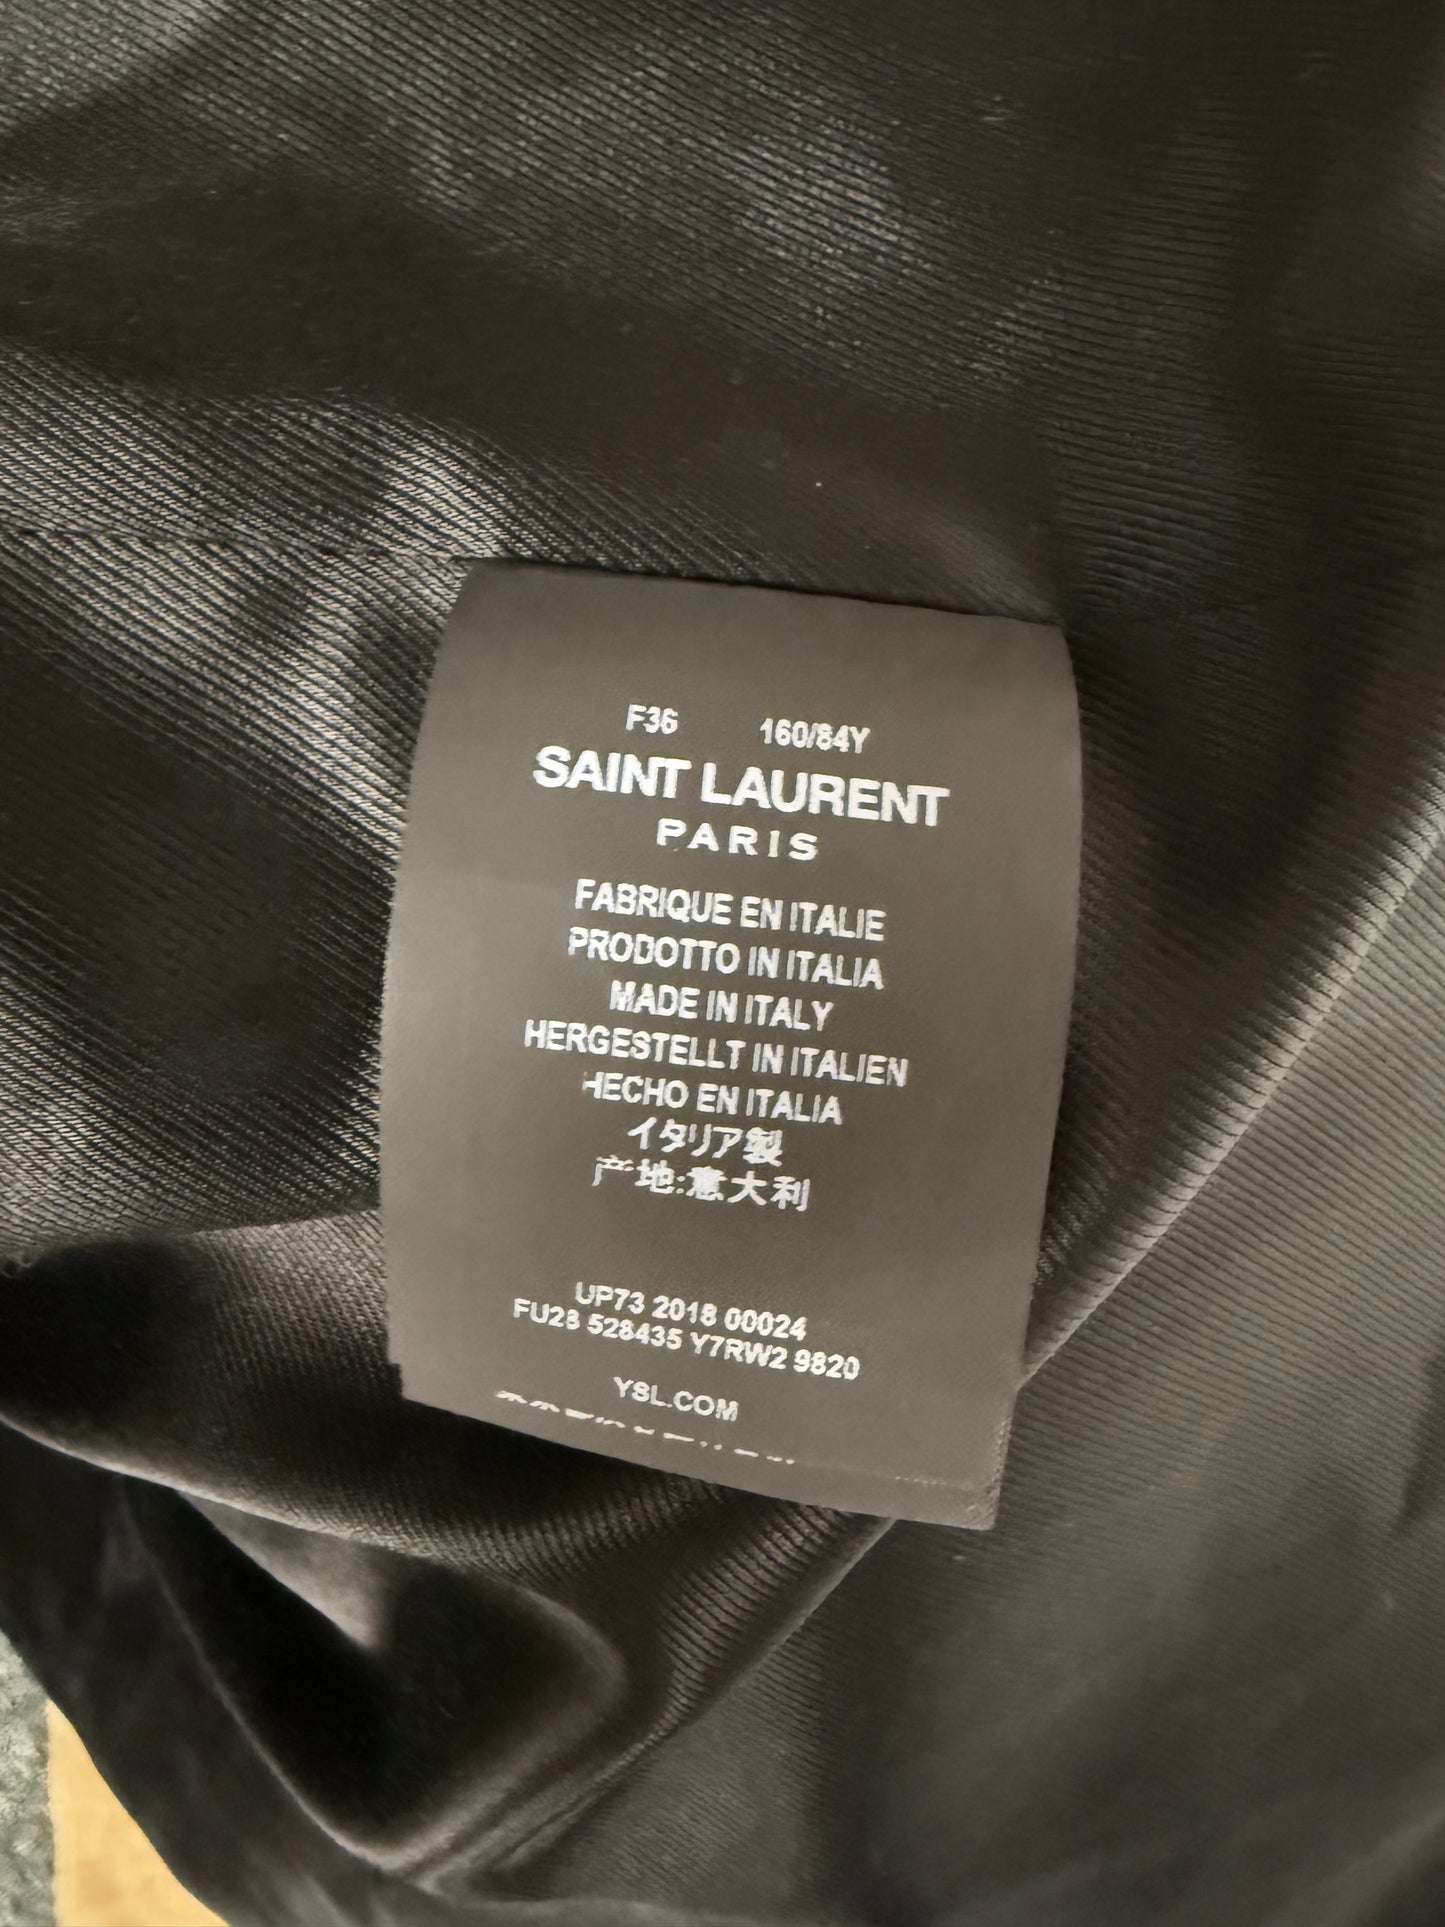 F36 160/84Y
SAINT LAURENT
PARIS
FABRIQUE EN ITALIE
PRODOTTO IN ITALIA
MADE IN ITALY
HERGESTELLT IN ITALIEN
HECHO EN ITALIA
イタリア製
产地:意大利
UP73 2018 00024
FU28 528435 Y7RW2 9820
YSL.COM